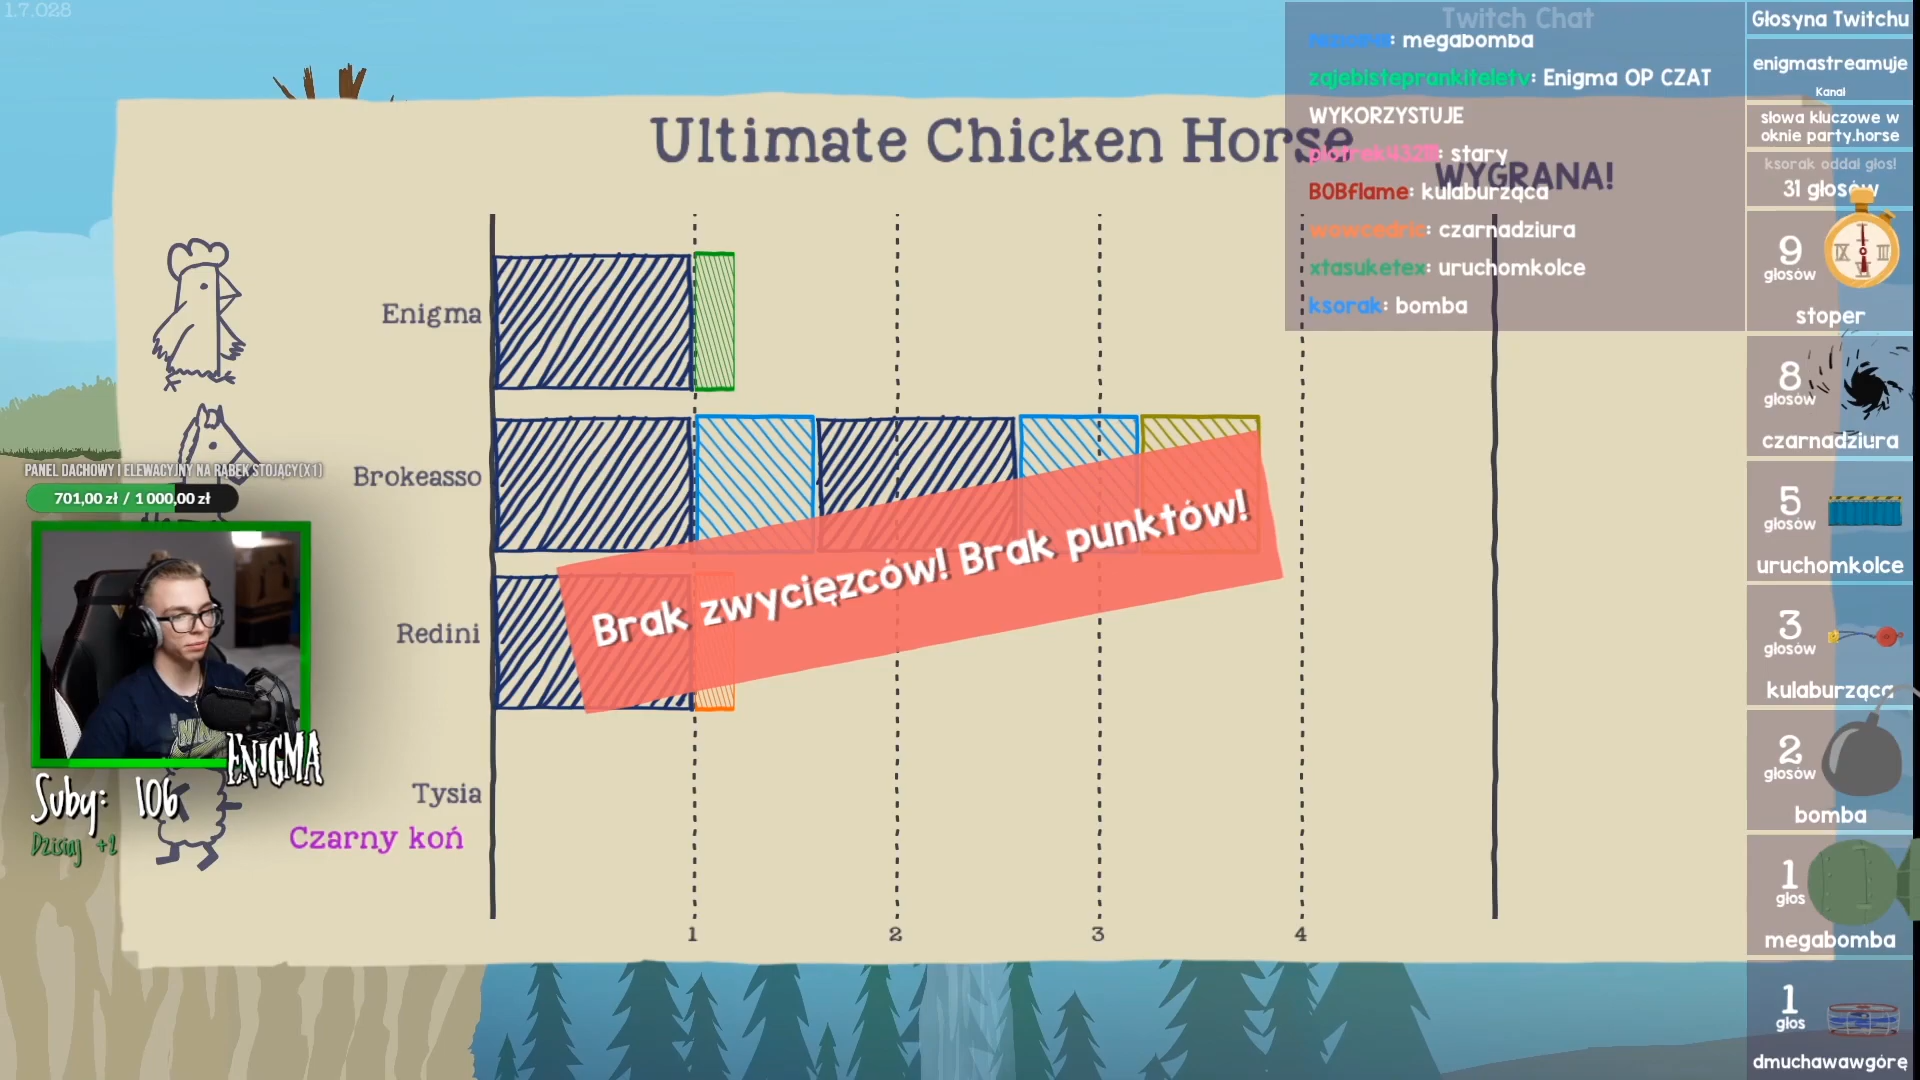 1.7.028
Ultimate Chicken Horse
WYGRANA!
Enigma
Brokeasso
Redini
Tysia
Czarny koń
Brak zwycięzców! Brak punktów!
1
2
3
4
PANEL DACHOWY I ELEWACYJNY NA RĄBEK STOJĄCY(X1)
701,00 zł / 1 000,00 zł
ENIGMA
Suby: 106
Dzisiaj +2
Twitch Chat
: megabomba
zajebisteprankiteletv: Enigma OP CZAT
WYKORZYSTUJE
: stary
B0Bflame: kulaburząca
wowcedric: czarnadziura
xtasuketex: uruchomkolce
ksorak: bomba
Głosyna Twitchu
enigmastreamuje
Kanał
słowa kluczowe w
oknie party.horse
ksorak oddał głos!
31 głosów
9
głosów
stoper
8
głosów
czarnadziura
5
głosów
uruchomkolce
3
głosów
kulaburząca
2
głosów
bomba
1
głos
megabomba
1
głos
dmuchawawgórę